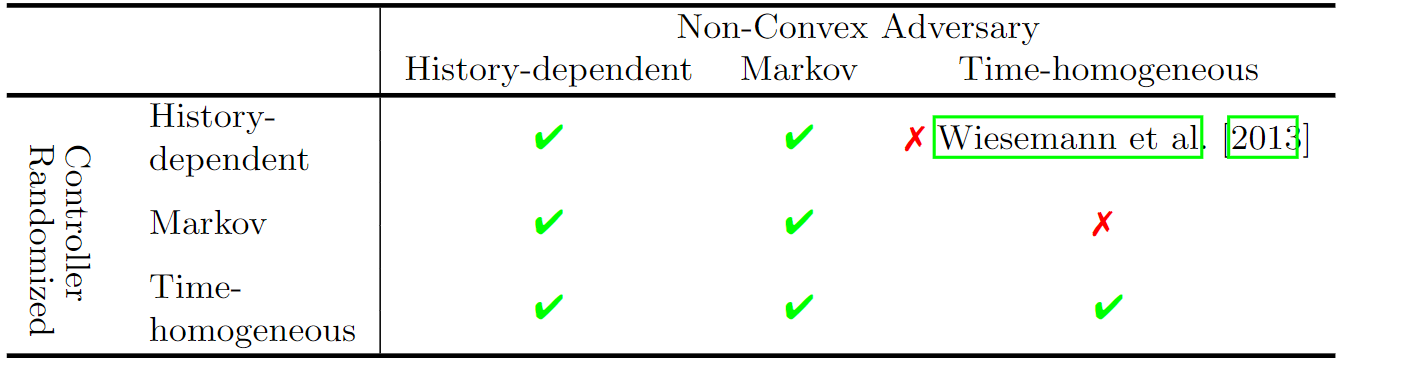 Non-Convex Adversary
History-dependent Markov Time-homogeneous
Controller
Randomized
History-
dependent ✔ ✔ ✗ Wiesemann et al. [2013]
Markov ✔ ✔ ✗
Time-
homogeneous ✔ ✔ ✔